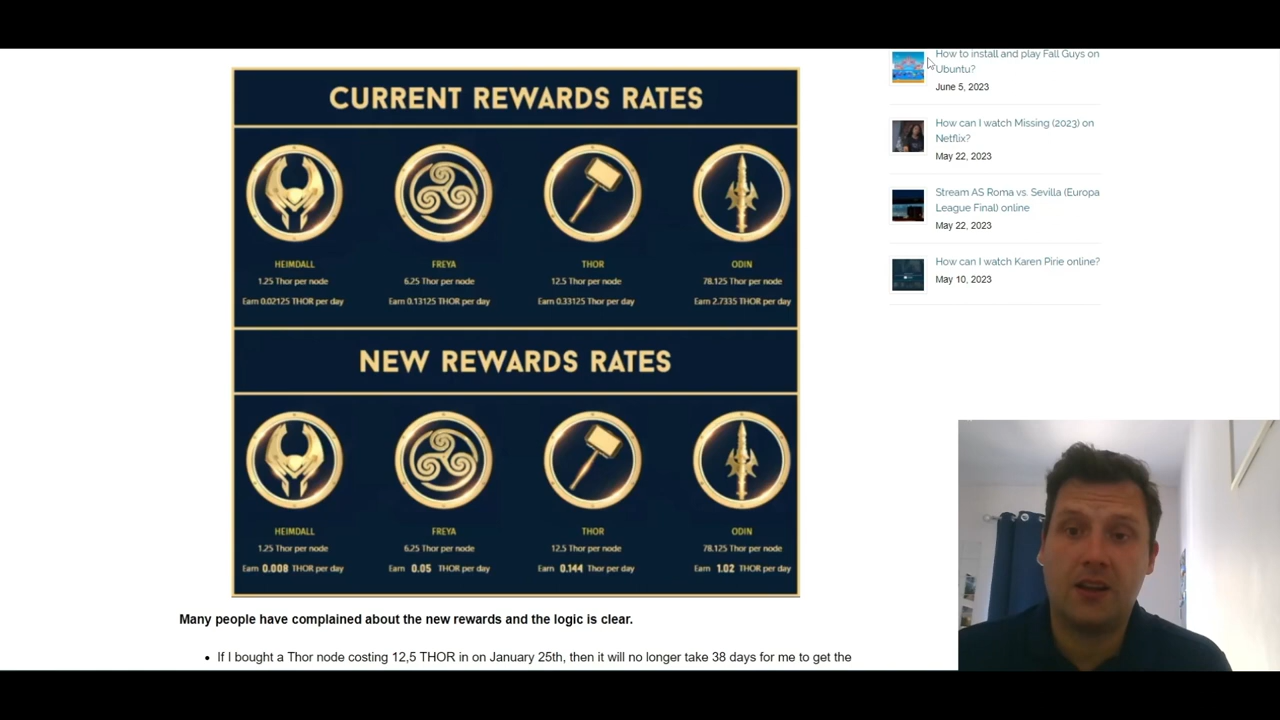 CURRENT REWARDS RATES
HEIMDALL
1.25 Thor per node
Earn 0.02125 THOR per day
FREYA
6.25 Thor per node
Earn 0.13125 THOR per day
THOR
12.5 Thor per node
Earn 0.33125 Thor per day
ODIN
78.125 Thor per node
Earn 2.7335 THOR per day
NEW REWARDS RATES
HEIMDALL
1.25 Thor per node
Earn 0.008 THOR per day
FREYA
6.25 Thor per node
Earn 0.05 THOR per day
THOR
12.5 Thor per node
Earn 0.144 Thor per day
ODIN
78.125 Thor per node
Earn 1.02 THOR per day
Many people have complained about the new rewards and the logic is clear.
• If I bought a Thor node costing 12,5 THOR in on January 25th, then it will no longer take 38 days for me to get the
How to install and play Fall Guys on
Ubuntu?
June 5, 2023
How can I watch Missing (2023) on
Netflix?
May 22, 2023
Stream AS Roma vs. Sevilla (Europa
League Final) online
May 22, 2023
How can I watch Karen Pirie online?
May 10, 2023